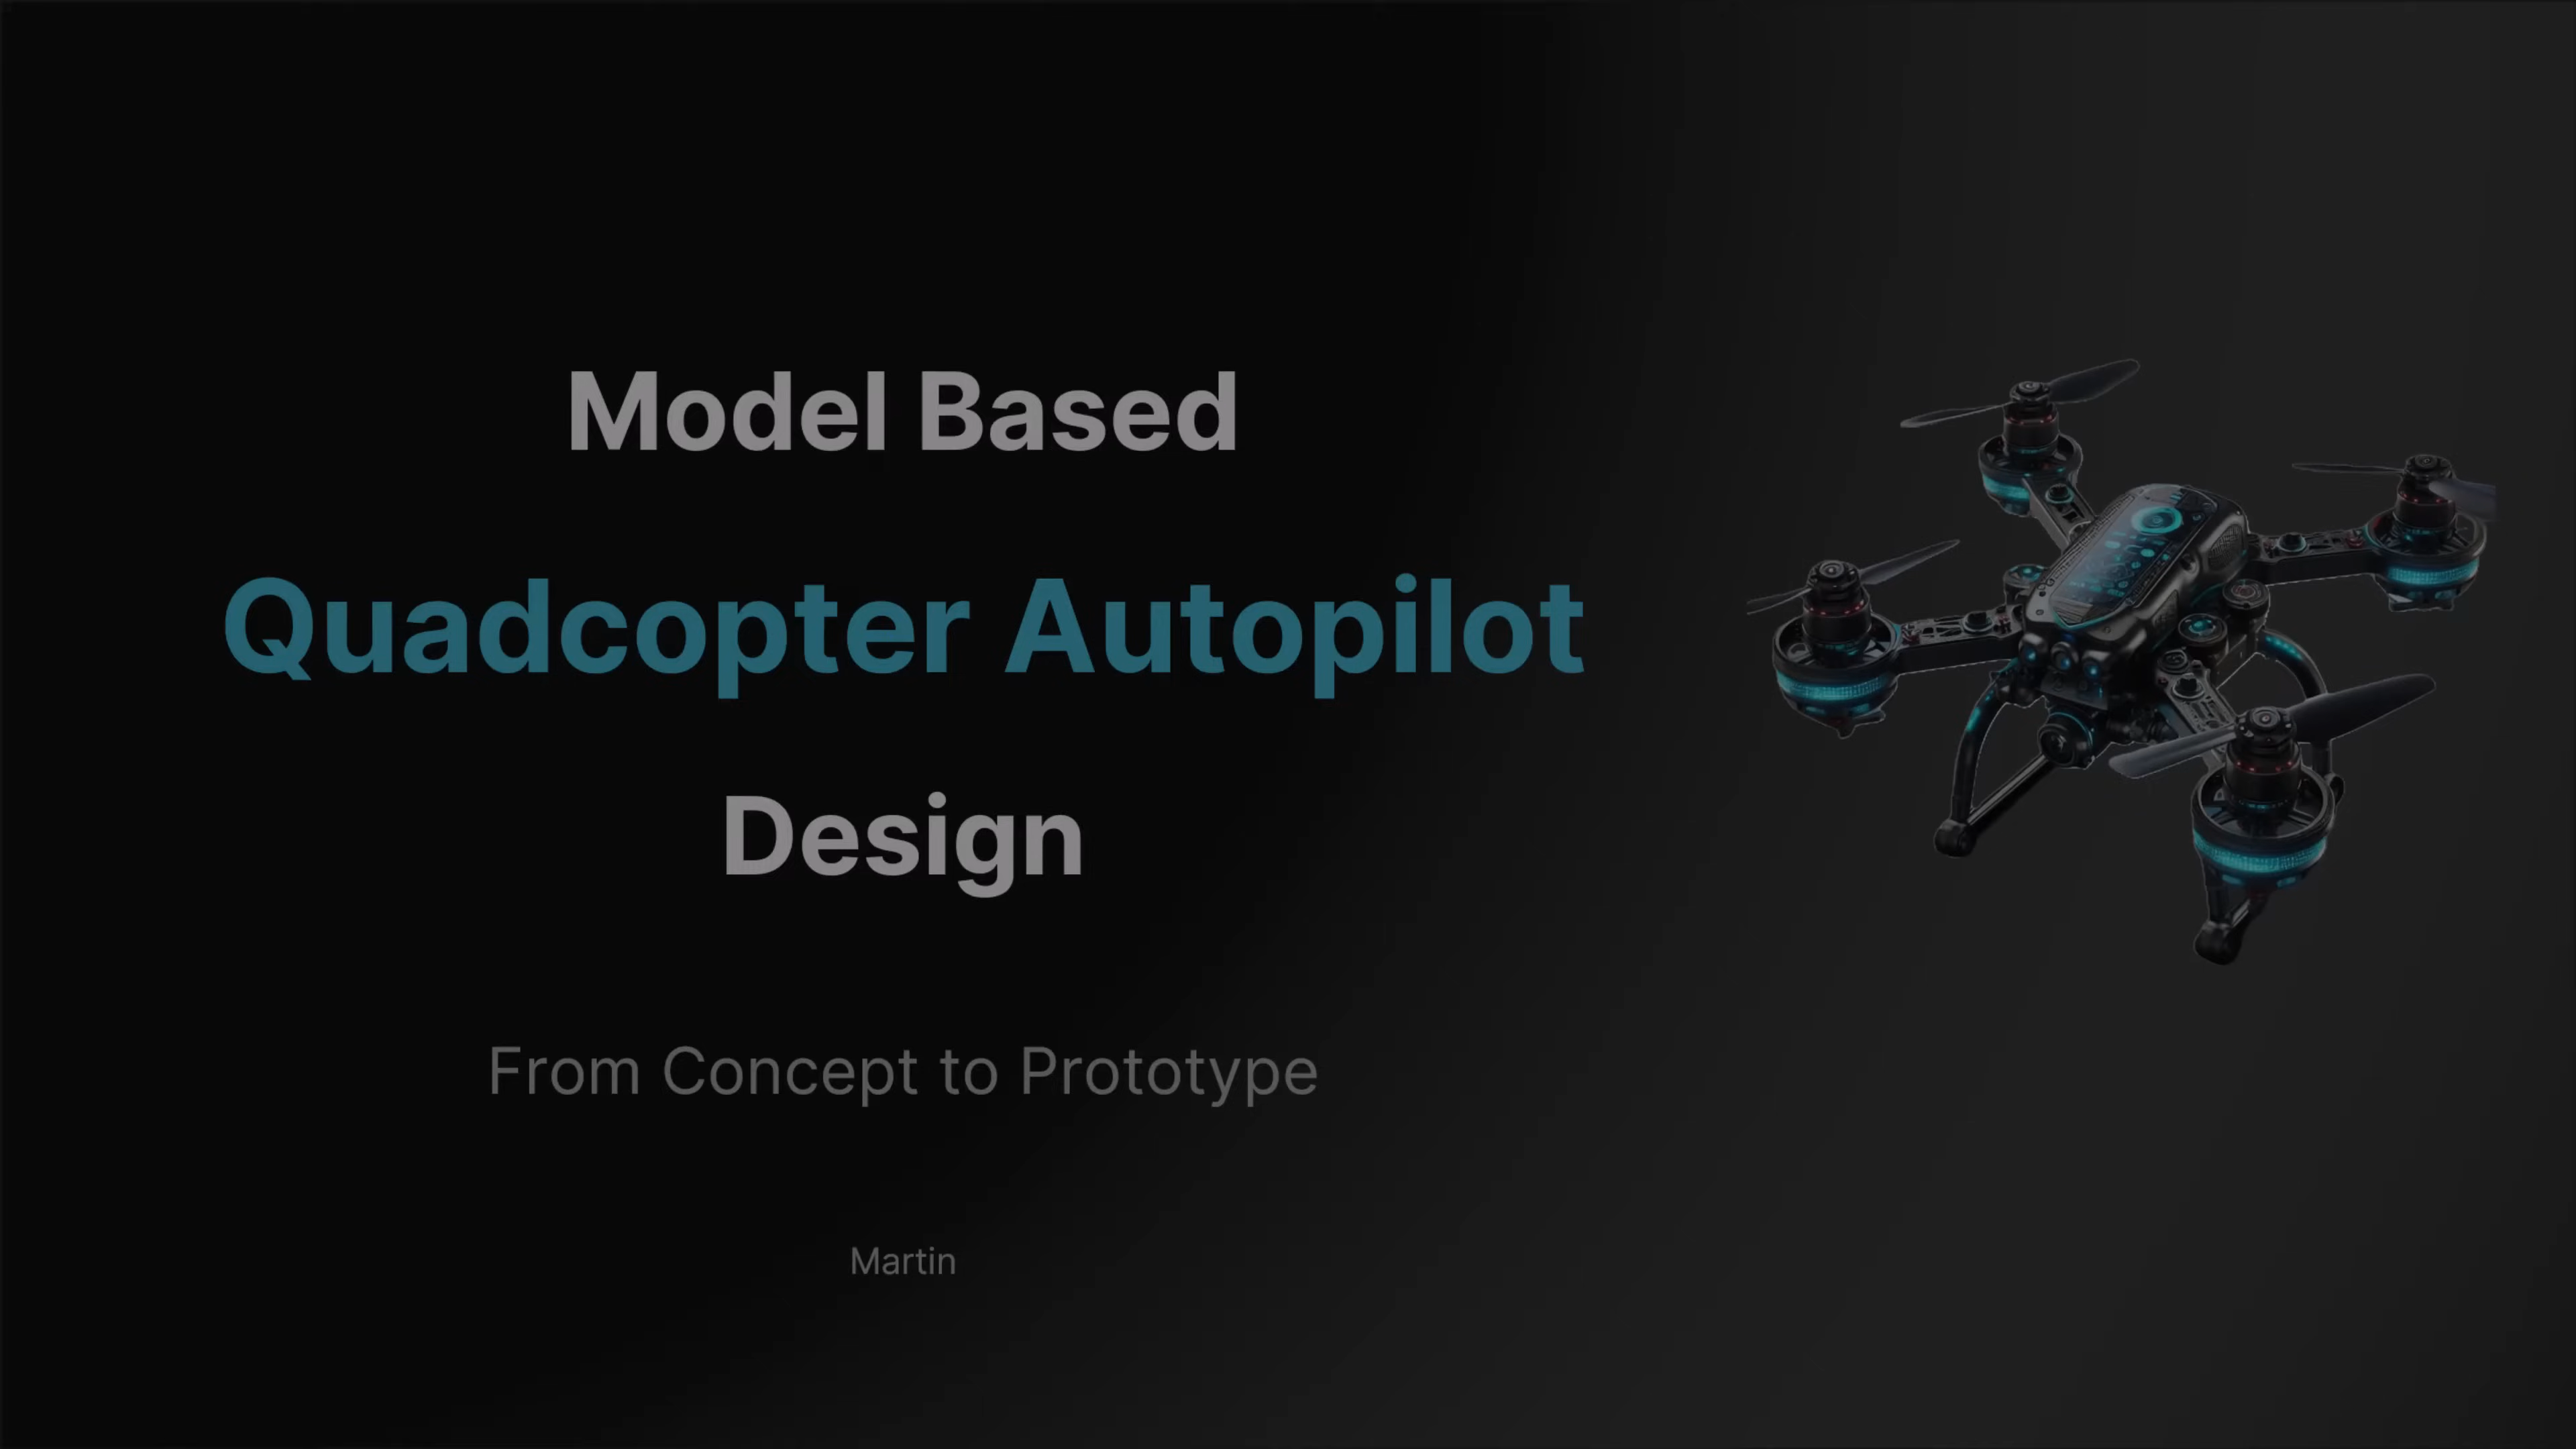 Model Based
Quadcopter Autopilot
Design
From Concept to Prototype
Martin